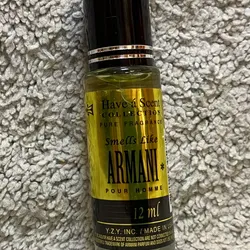 Have a Scent
COLLECTION
PURE FRAGRANCE
Smells Like
ARMANI *
POUR HOMME
12 ml
Y.Z.Y. INC. / MADE IN